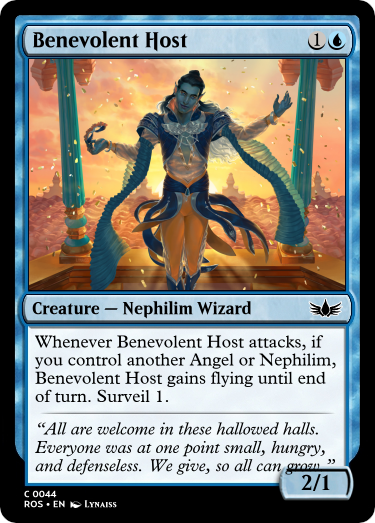 Benevolent Host
1
Creature — Nephilim Wizard
Whenever Benevolent Host attacks, if
you control another Angel or Nephilim,
Benevolent Host gains flying until end
of turn. Surveil 1.
“All are welcome in these hallowed halls.
Everyone was at one point small, hungry,
and defenseless. We give, so all can grow.”
2/1
C 0044
ROS • EN Lynaiss